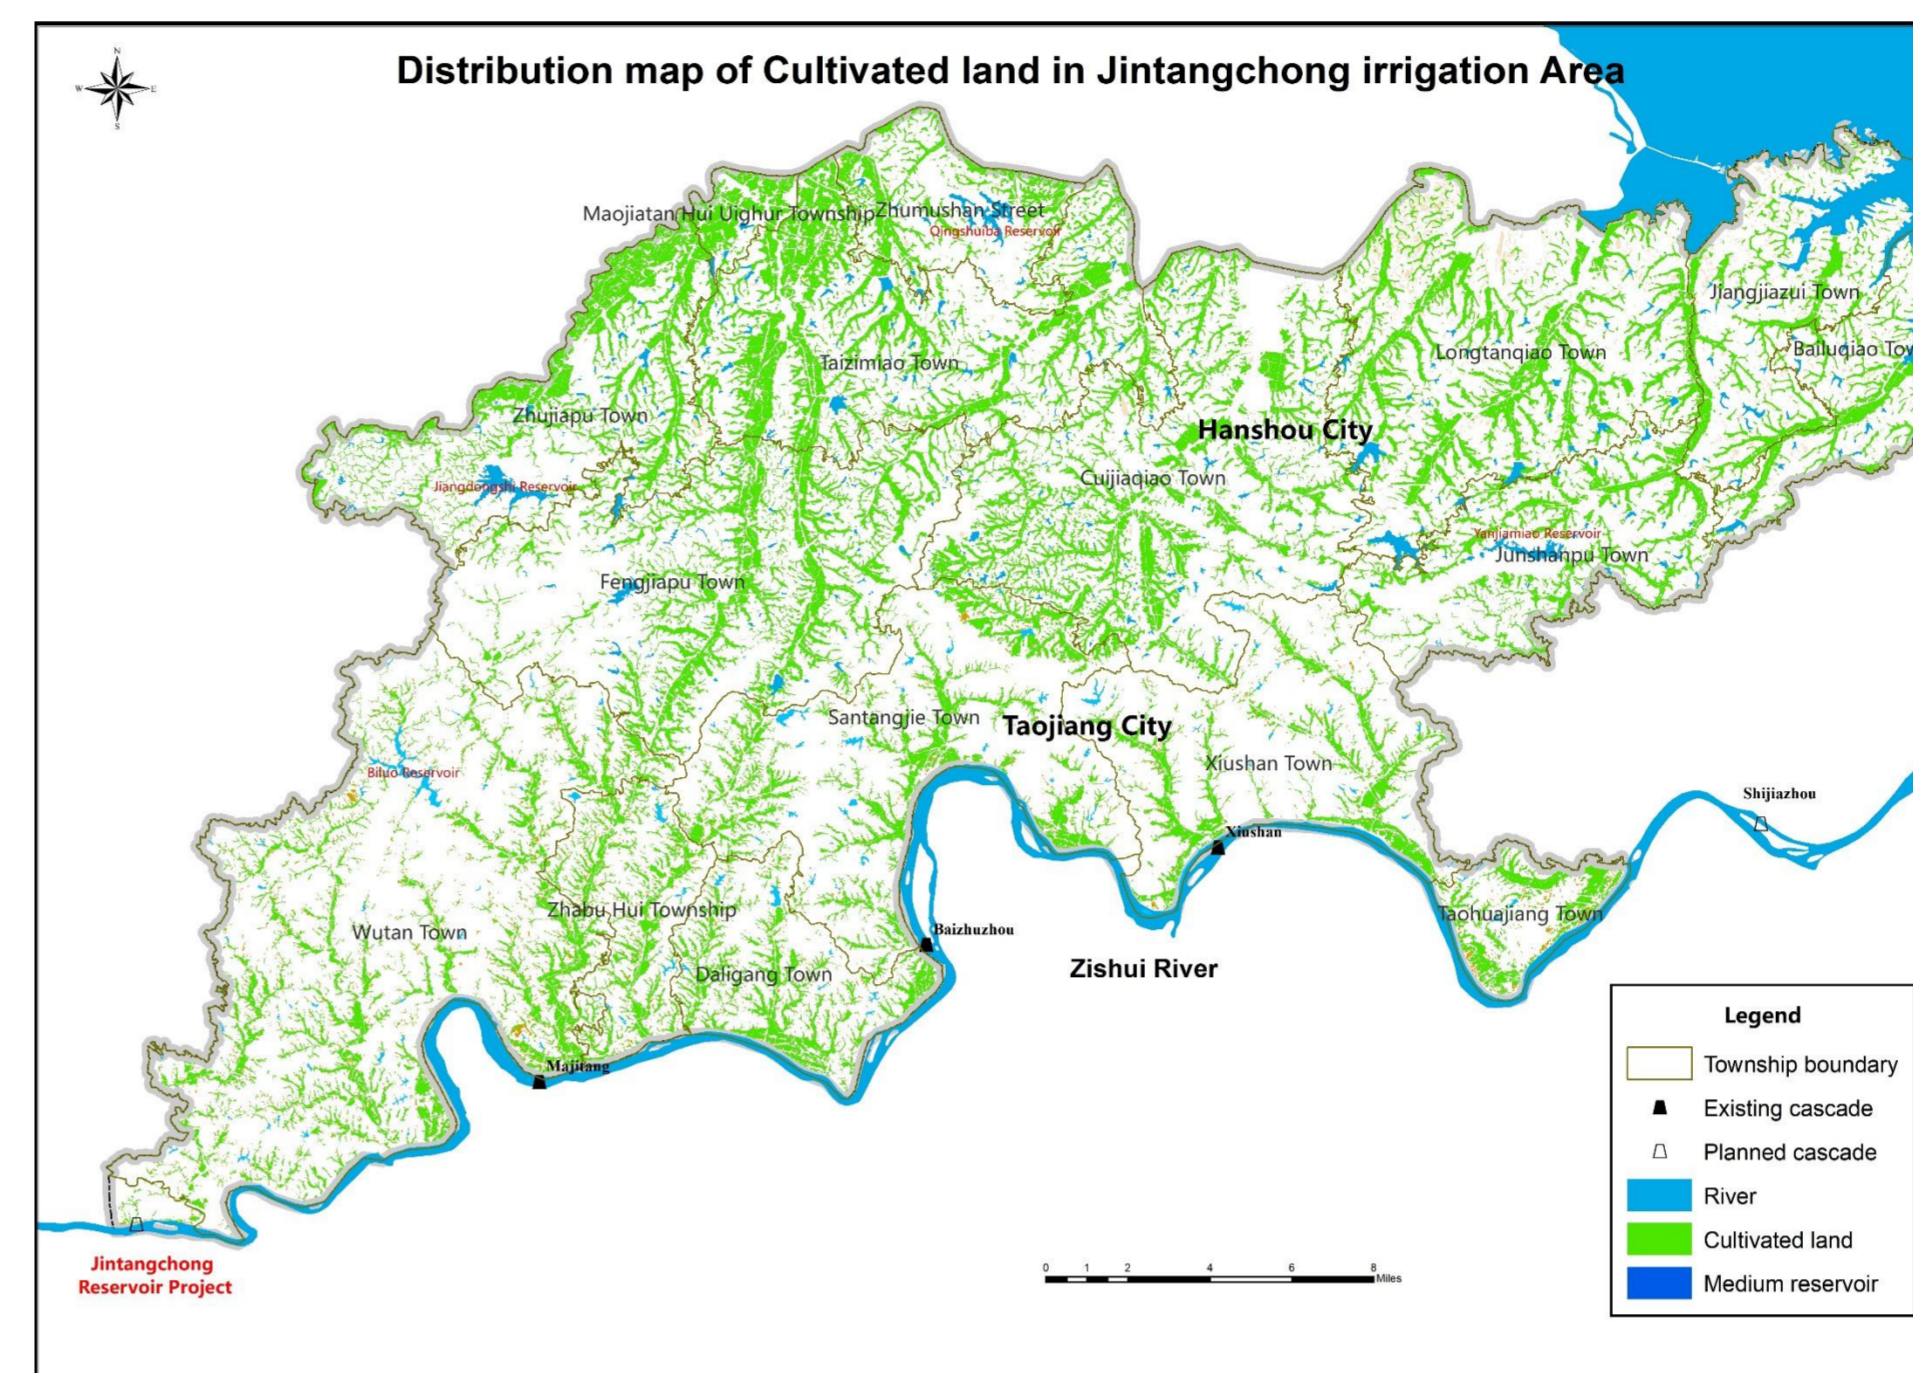 Distribution map of Cultivated land in Jintangchong irrigation Area
N
W
E
S
Maojiatan Hui Uighur Township
Zhumushan Street
Qingshuiba Reservoir
Jiangjiazui Town
Bailuqiao Tow
Longtanqiao Town
Taizimiao Town
Zhujiapu Town
Hanshou City
Cuijiaqiao Town
Jiangdongshi Reservoir
Yanjiamiao Reservoir
Junshanpu Town
Fengjiapu Town
Santangjie Town
Taojiang City
Xiushan Town
Biluo Reservoir
Shijiazhou
Xiushan
Zhabu Hui Township
Taohuajiang Town
Wutan Town
Baizhuzhou
Daligang Town
Zishui River
Majitang
Jintangchong
Reservoir Project
0 1 2 4 6 8
Miles
Legend
Township boundary
Existing cascade
Planned cascade
River
Cultivated land
Medium reservoir